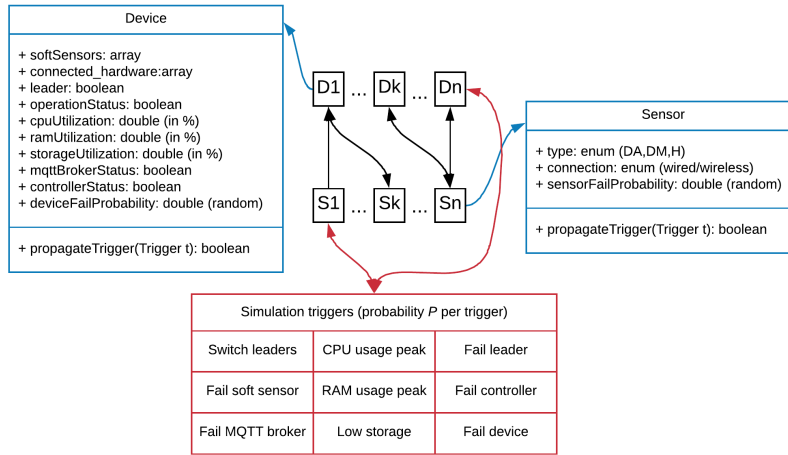 Device
+ softSensors: array
+ connected_hardware:array
+ leader: boolean
+ operationStatus: boolean
+ cpuUtilization: double (in %)
+ ramUtilization: double (in %)
+ storageUtilization: double (in %)
+ mqttBrokerStatus: boolean
+ controllerStatus: boolean
+ deviceFailProbability: double (random)
+ propagateTrigger(Trigger t): boolean
D1 ... Dk ... Dn
S1 ... Sk ... Sn
Sensor
+ type: enum (DA,DM,H)
+ connection: enum (wired/wireless)
+ sensorFailProbability: double (random)
+ propagateTrigger(Trigger t): boolean
Simulation triggers (probability P per trigger)
Switch leaders CPU usage peak Fail leader
Fail soft sensor RAM usage peak Fail controller
Fail MQTT broker Low storage Fail device